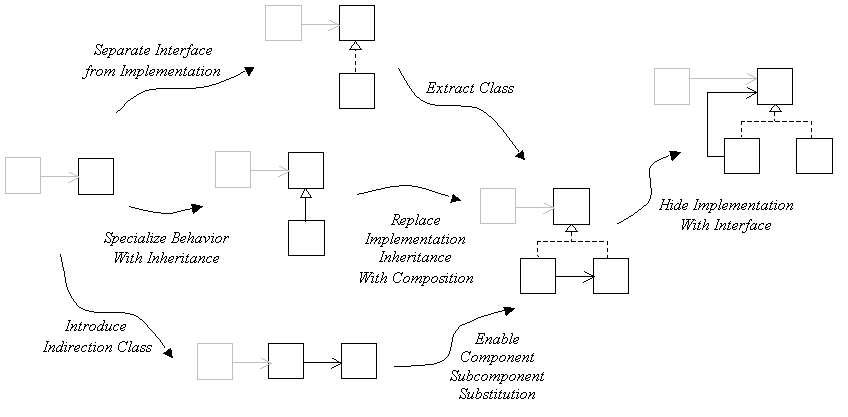 Separate Interface
from Implementation
Extract Class
Specialize Behavior
With Inheritance
Replace
Implementation
Inheritance
With Composition
Hide Implementation
With Interface
Introduce
Indirection Class
Enable
Component
Subcomponent
Substitution